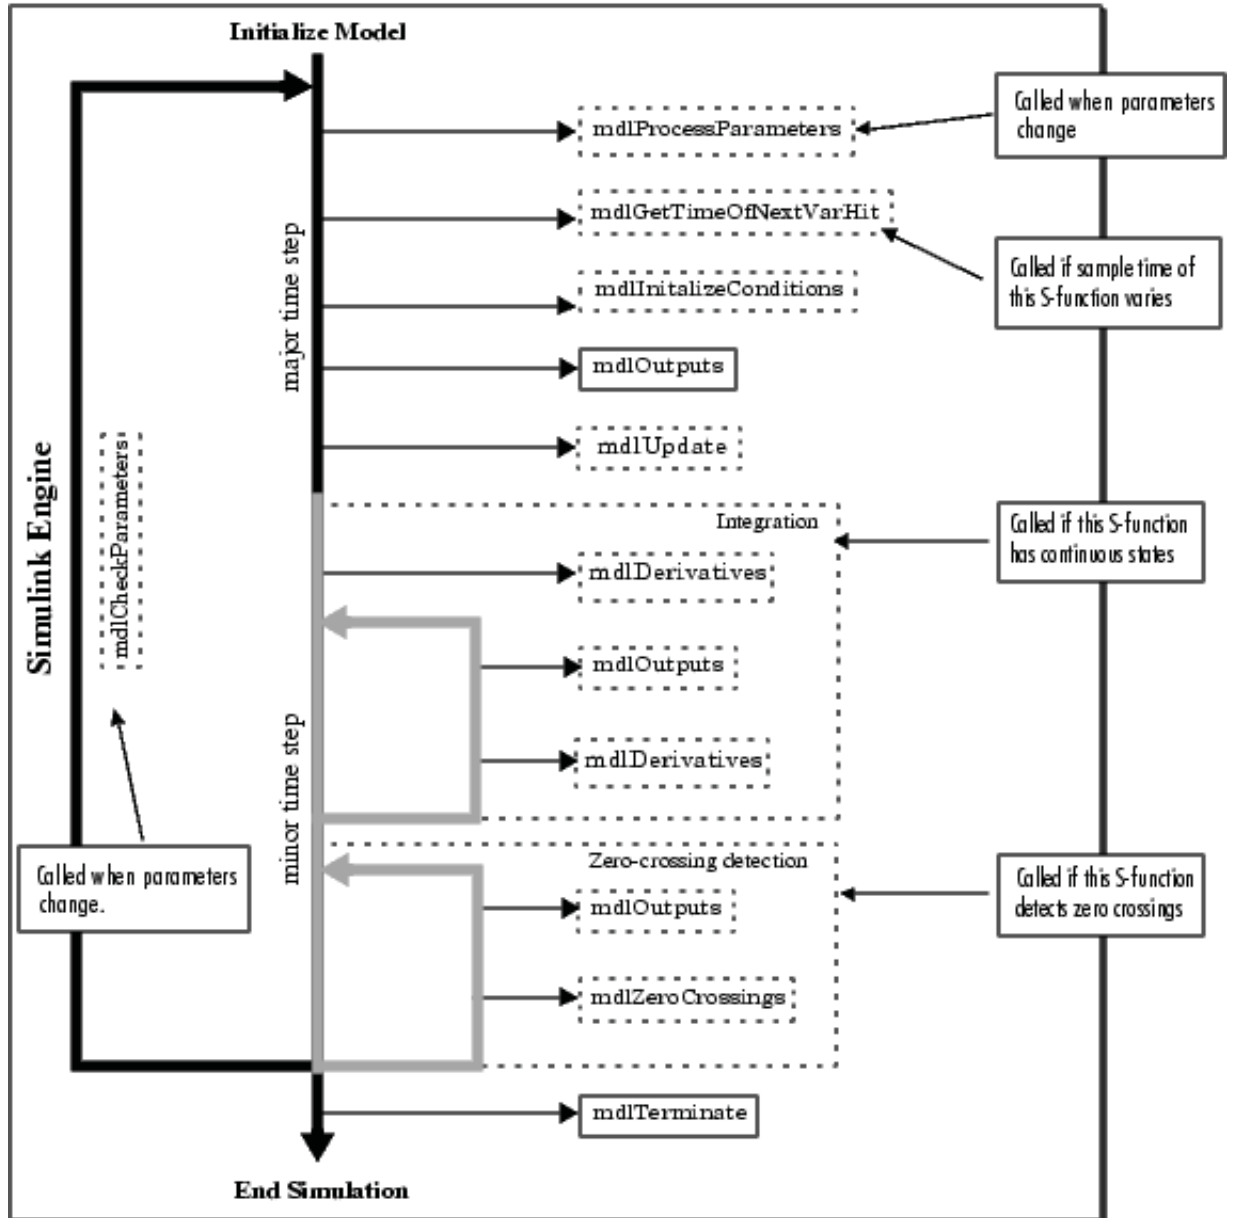 Initialize Model
mdlProcessParameters
Called when parameters
change
mdlGetTimeOfNextVarHit
Called if sample time of
this S-function varies
mdlInitalizeConditions
major time step
mdlOutputs
mdlUpdate
Simulink Engine
mdlCheckParameters
Integration
Called if this S-function
has continuous states
mdlDerivatives
mdlOutputs
minor time step
mdlDerivatives
Called when parameters
change.
Zero-crossing detection
Called if this S-function
detects zero crossings
mdlOutputs
mdlZeroCrossings
mdlTerminate
End Simulation